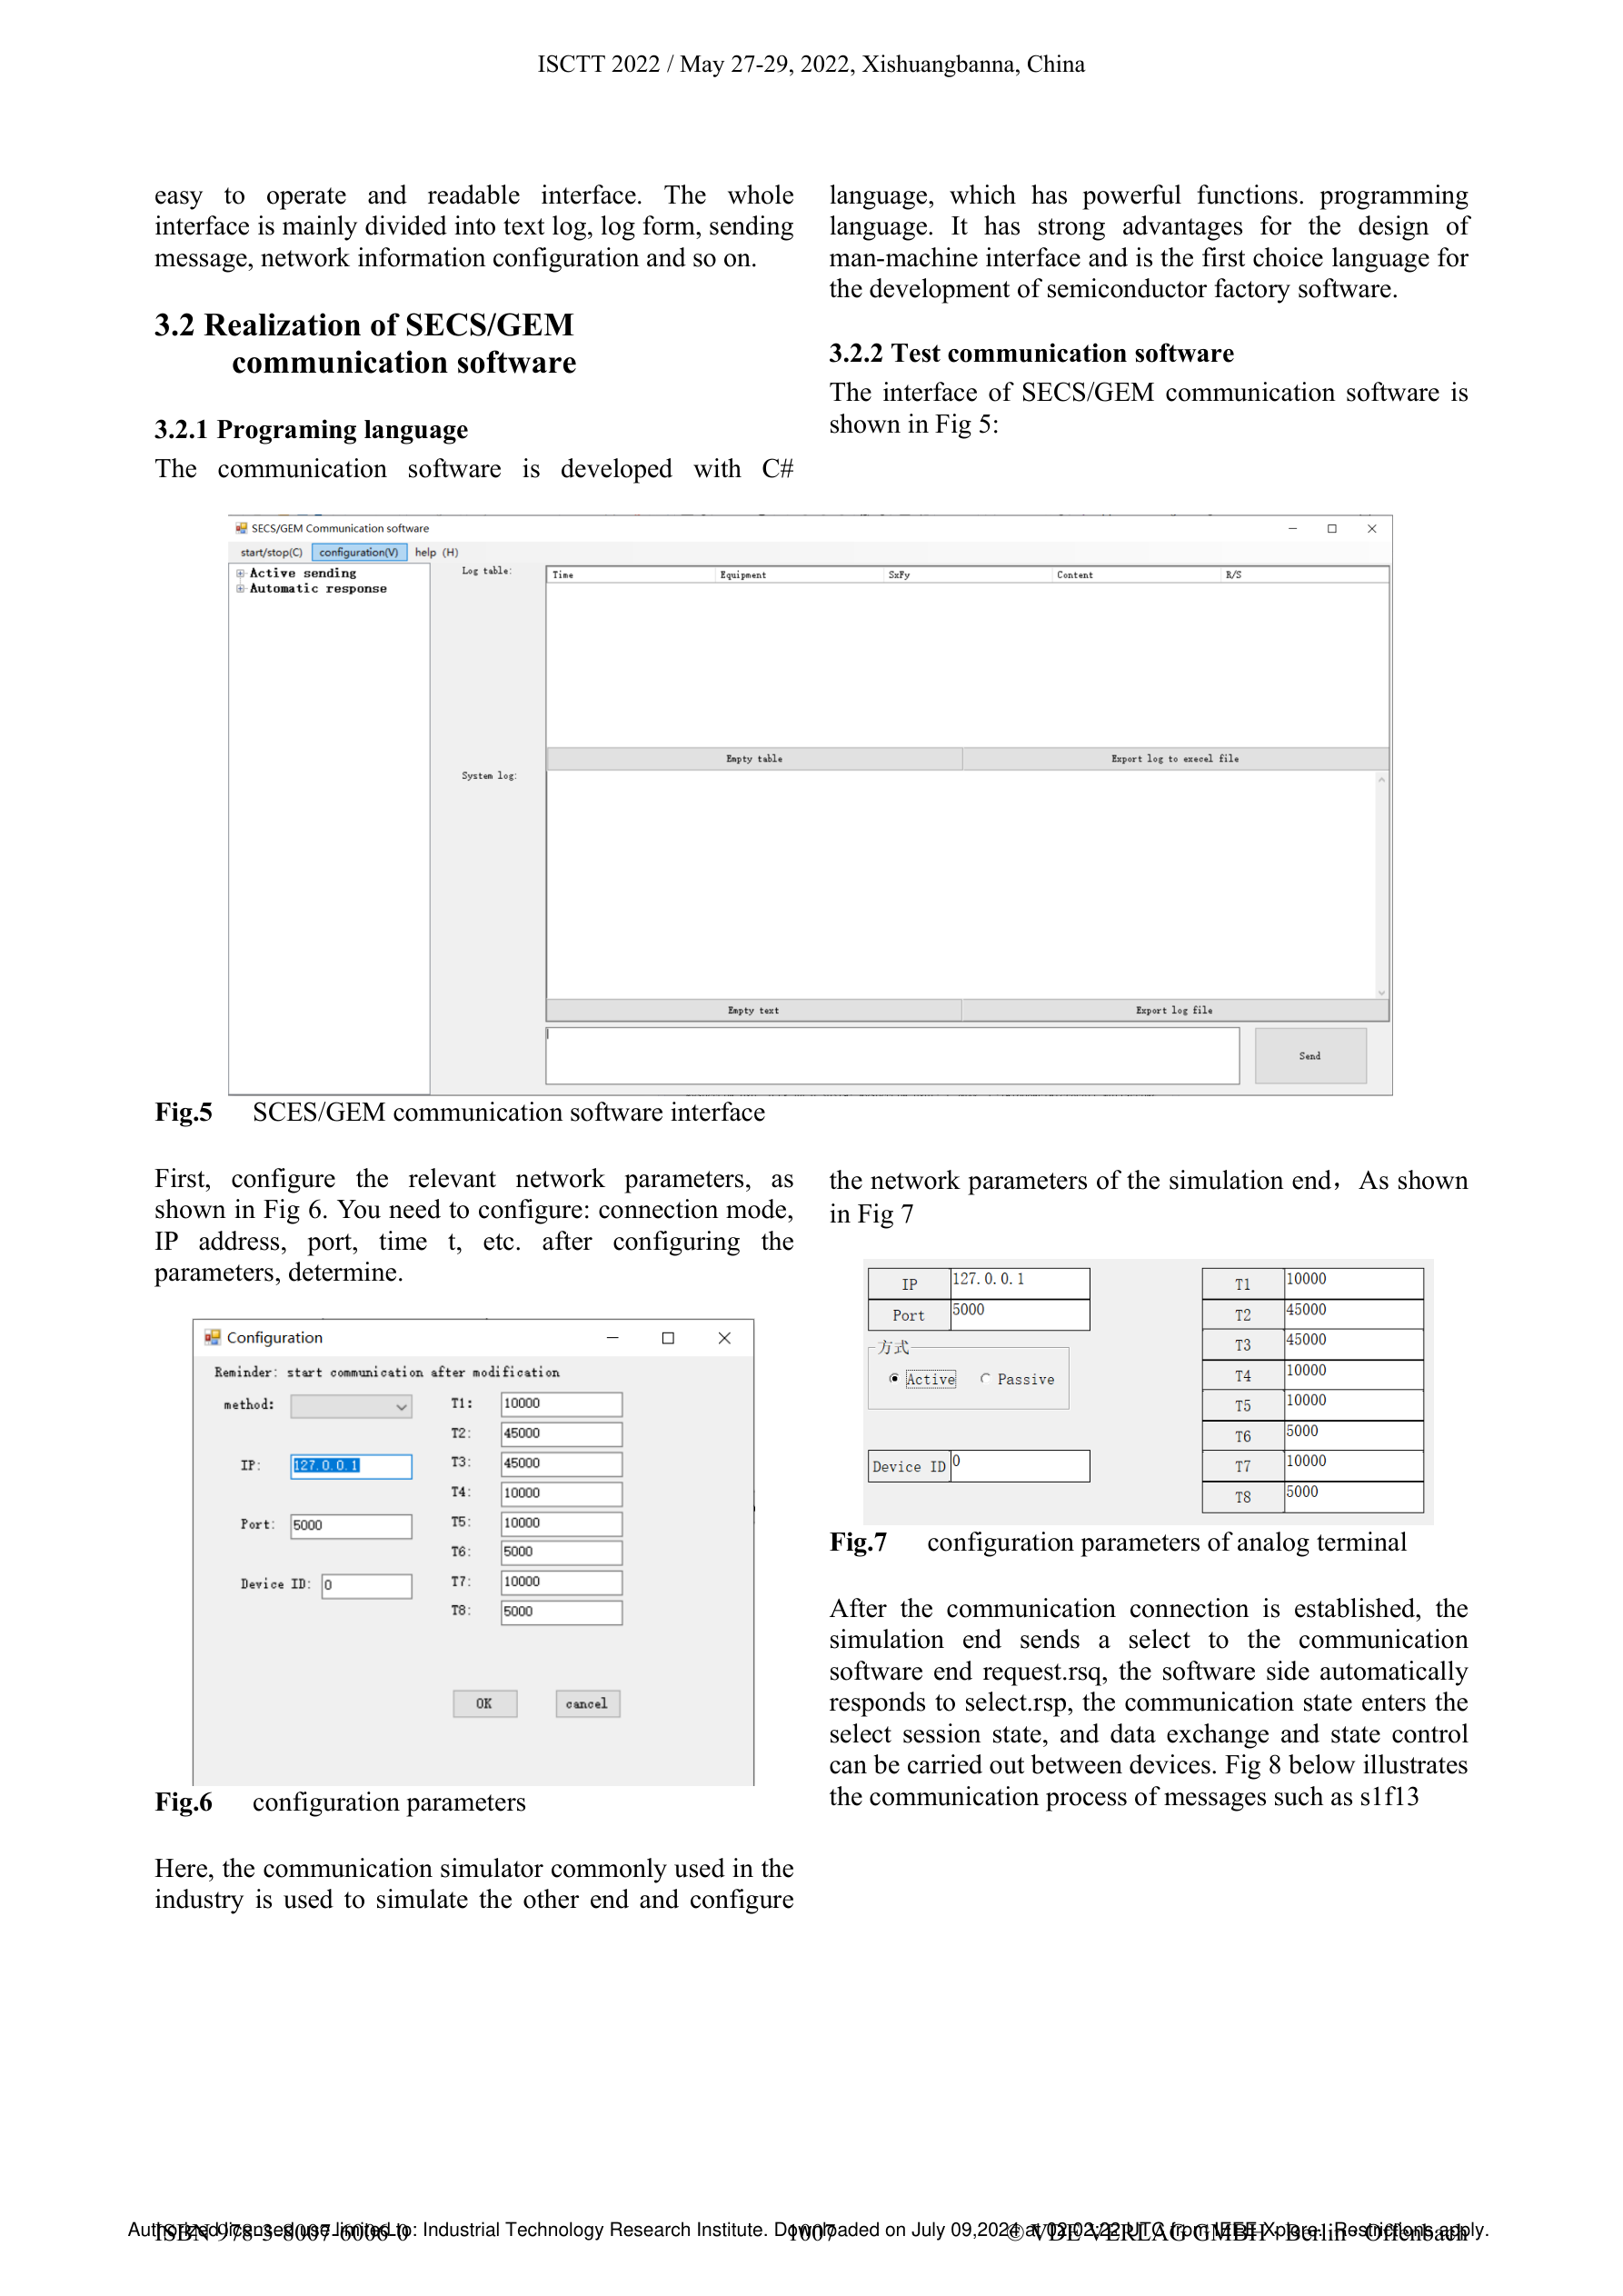 ISCTT 2022 / May 27-29, 2022, Xishuangbanna, China
easy to operate and readable interface. The whole
interface is mainly divided into text log, log form, sending
message, network information configuration and so on.
3.2 Realization of SECS/GEM
communication software
3.2.1 Programing language
The communication software is developed with C#
language, which has powerful functions. programming
language. It has strong advantages for the design of
man-machine interface and is the first choice language for
the development of semiconductor factory software.
3.2.2 Test communication software
The interface of SECS/GEM communication software is
shown in Fig 5:
SECS/GEM Communication software
start/stop(C) configuration(V) help (H)
Active sending
Automatic response
Log table:
Time Equipment SxFy Content R/S
Empty table Export log to execel file
System log:
Empty text Export log file
Send
Fig.5 SCES/GEM communication software interface
First, configure the relevant network parameters, as
shown in Fig 6. You need to configure: connection mode,
IP address, port, time t, etc. after configuring the
parameters, determine.
Configuration
Reminder: start communication after modification
method:
IP: 127.0.0.1
Port: 5000
Device ID: 0
T1: 10000
T2: 45000
T3: 45000
T4: 10000
T5: 10000
T6: 5000
T7: 10000
T8: 5000
OK cancel
Fig.6 configuration parameters
Here, the communication simulator commonly used in the
industry is used to simulate the other end and configure
the network parameters of the simulation end，As shown
in Fig 7
IP 127.0.0.1
Port 5000
方式
Active Passive
Device ID 0
T1 10000
T2 45000
T3 45000
T4 10000
T5 10000
T6 5000
T7 10000
T8 5000
Fig.7 configuration parameters of analog terminal
After the communication connection is established, the
simulation end sends a select to the communication
software end request.rsq, the software side automatically
responds to select.rsp, the communication state enters the
select session state, and data exchange and state control
can be carried out between devices. Fig 8 below illustrates
the communication process of messages such as s1f13
Authorized licensed use limited to: Industrial Technology Research Institute. Downloaded on July 09,2024 at 02:02:22 UTC from IEEE Xplore. Restrictions apply.
ISBN 978-3-8007-6006-0 1007 © VDE VERLAG GMBH · Berlin · Offenbach